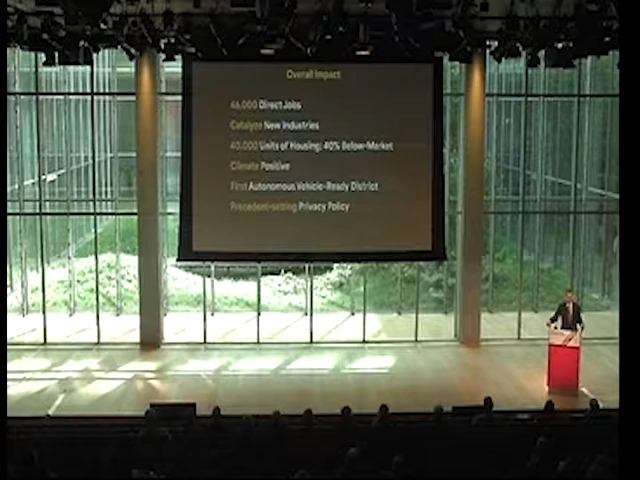 Overall Impact
46,000 Direct Jobs
Catalyze New Industries
40,000 Units of Housing; 40% Below-Market
Climate Positive
First Autonomous Vehicle-Ready District
Precedent-setting Privacy Policy